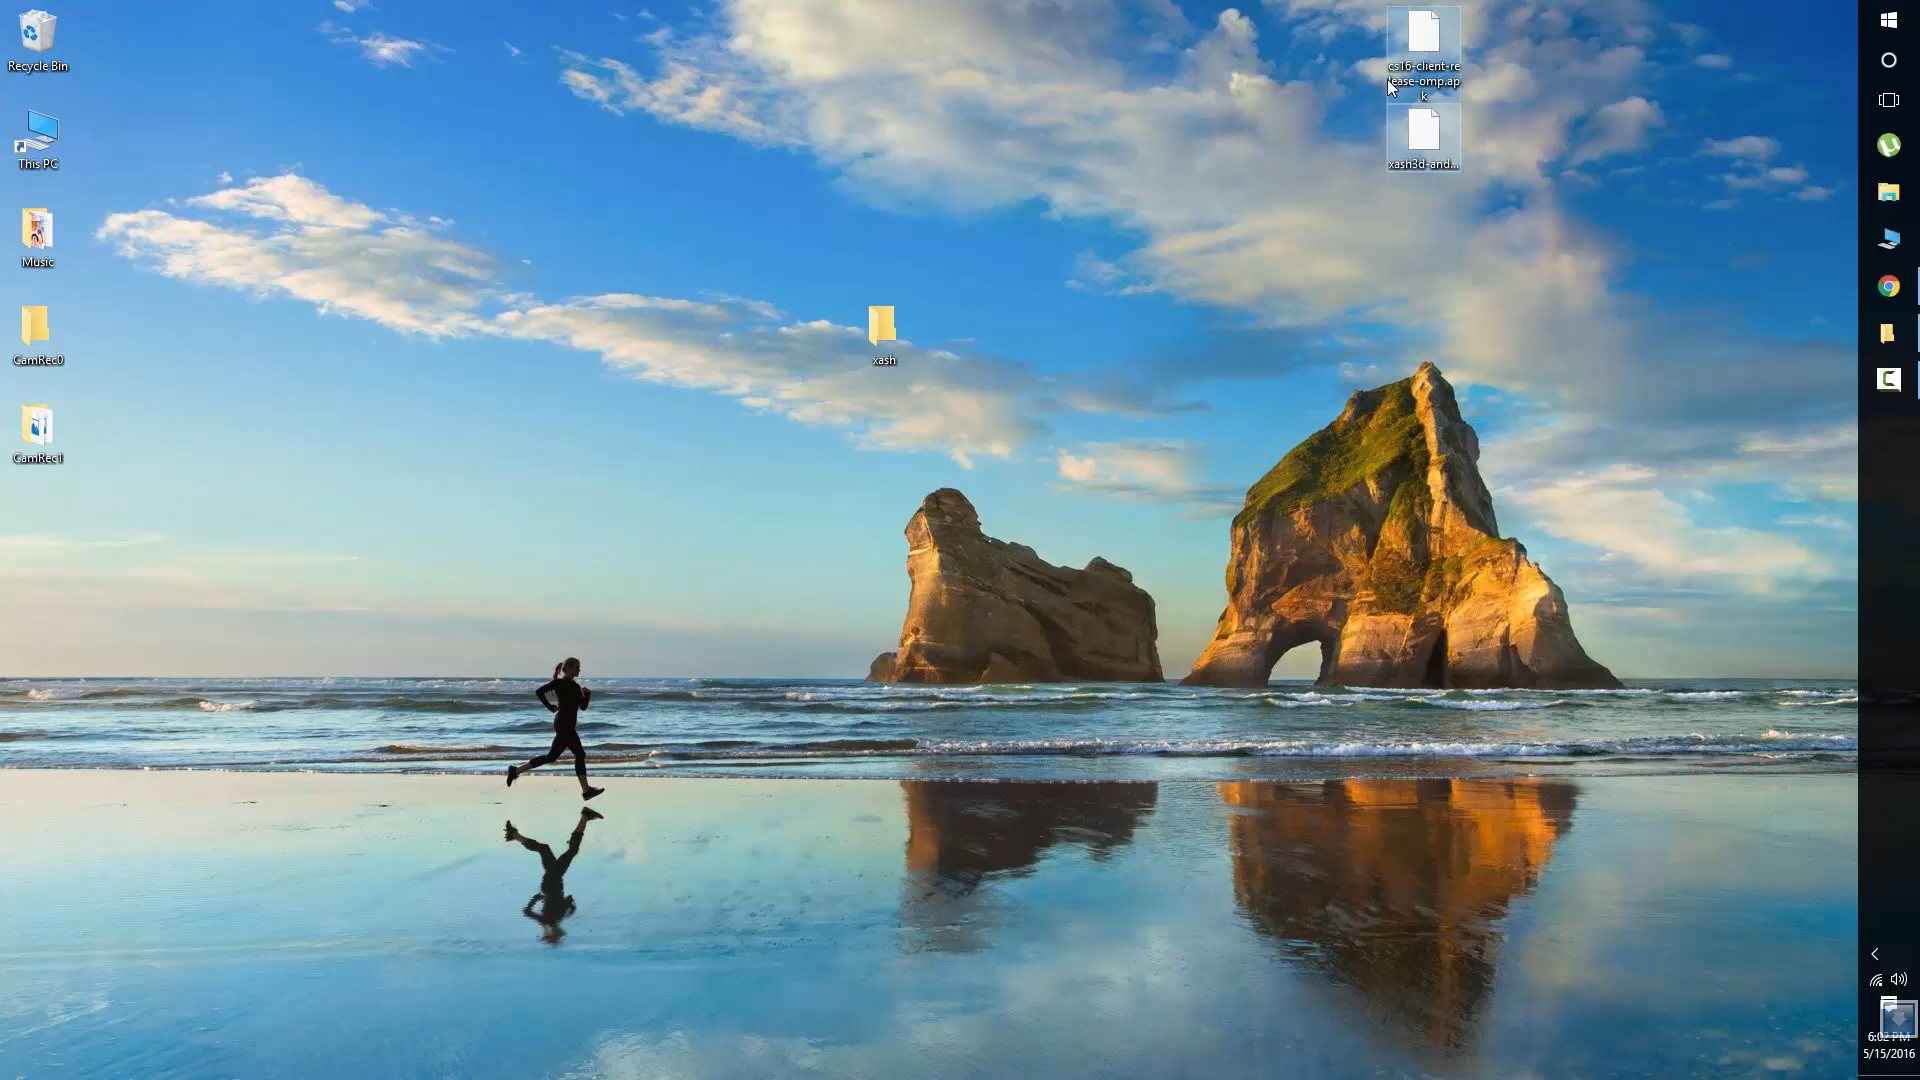 Recycle Bin
This PC
Music
CamRec0
CamRec1
xash
cs16-client-re
lease-omp.ap
k
xash3d-and...
6:02 PM
5/15/2016